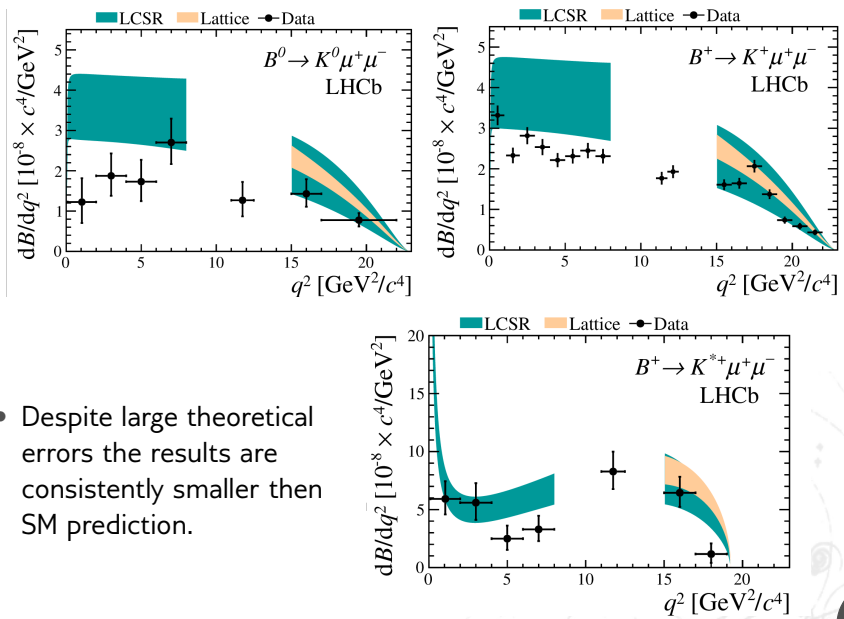 LCSR Lattice Data
B⁰ → K⁰μ⁺μ⁻
LHCb
dB/dq² [10⁻⁸ × c⁴/GeV²]
5
4
3
2
1
0
0 5 10 15 20
q² [GeV²/c⁴]
LCSR Lattice Data
B⁺ → K⁺μ⁺μ⁻
LHCb
dB/dq² [10⁻⁸ × c⁴/GeV²]
5
4
3
2
1
0
0 5 10 15 20
q² [GeV²/c⁴]
• Despite large theoretical
errors the results are
consistently smaller then
SM prediction.
LCSR Lattice Data
B⁺ → K*⁺μ⁺μ⁻
LHCb
dB/dq² [10⁻⁸ × c⁴/GeV²]
20
15
10
5
0
0 5 10 15 20
q² [GeV²/c⁴]